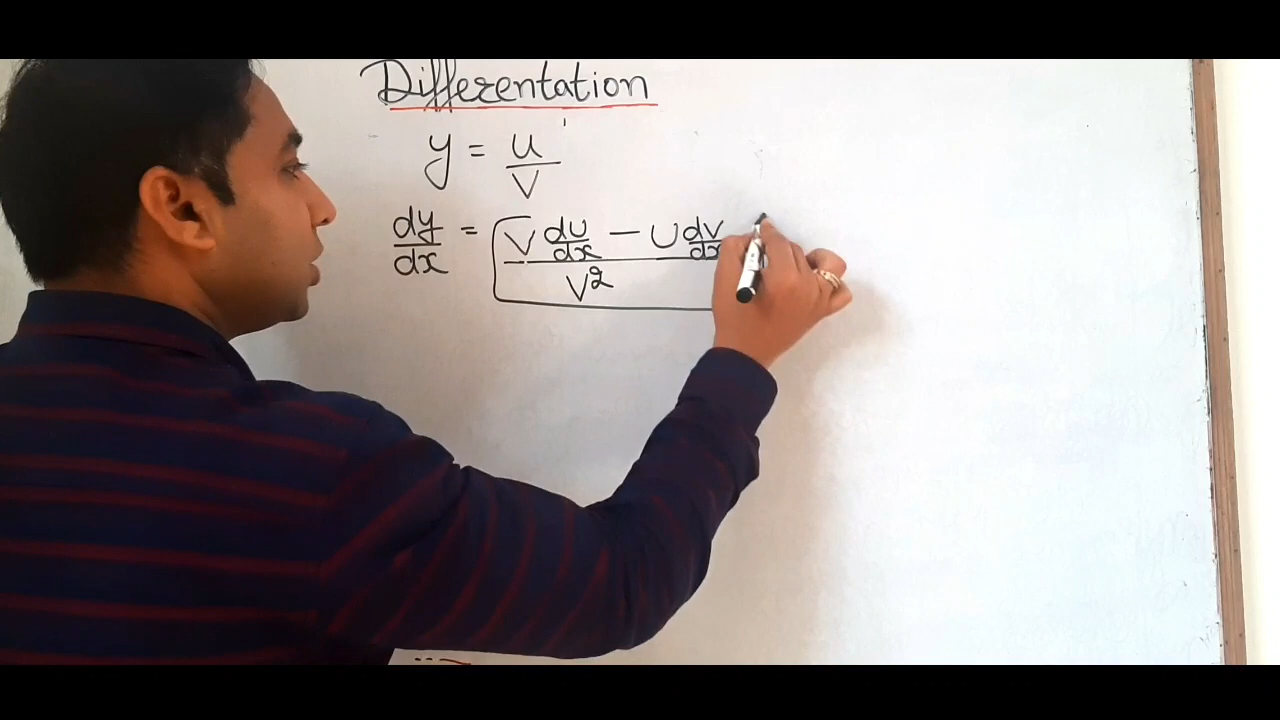 Differentation
y = u/v
dy/dx = (v du/dx - u dv/dx)/v²